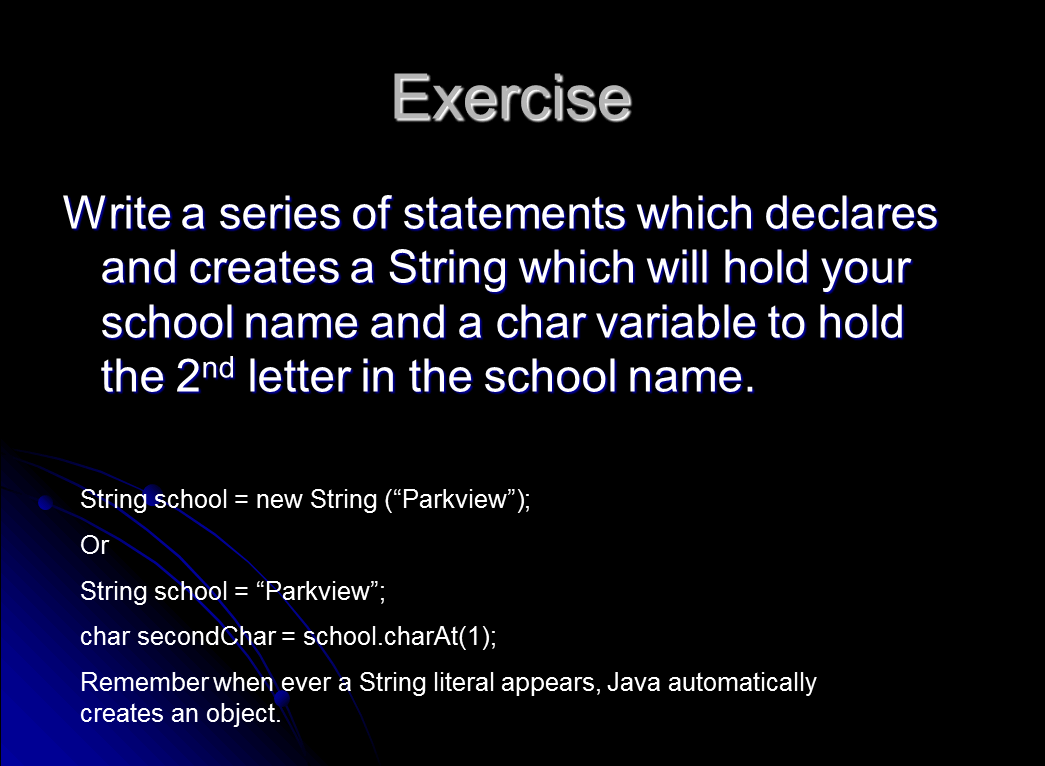 Exercise
Write a series of statements which declares
and creates a String which will hold your
school name and a char variable to hold
the 2nd letter in the school name.
String school = new String (“Parkview”);
Or
String school = “Parkview”;
char secondChar = school.charAt(1);
Remember when ever a String literal appears, Java automatically
creates an object.